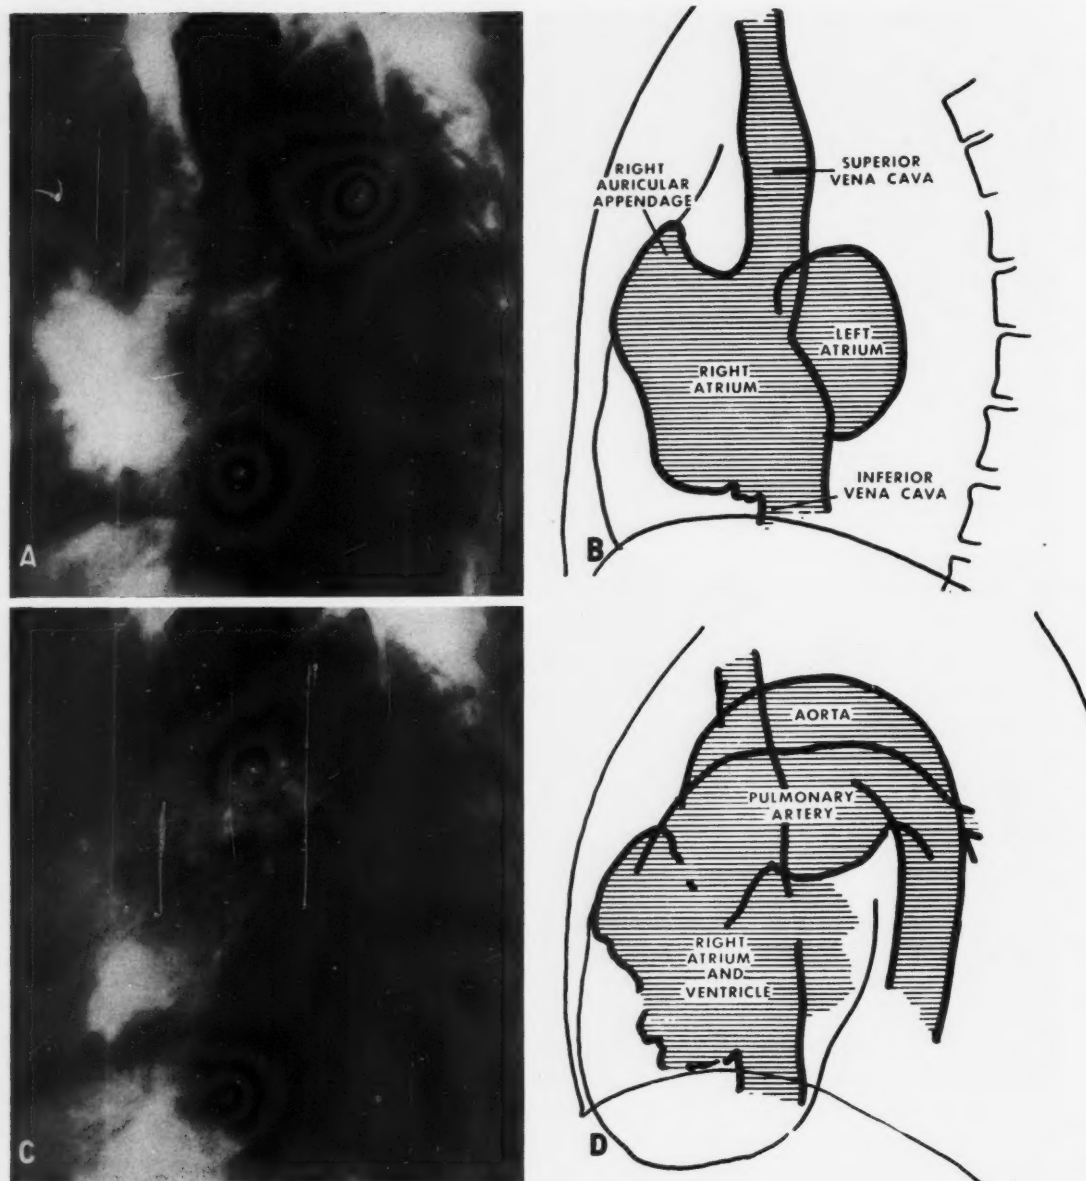 A
RIGHT
AURICULAR
APPENDAGE
SUPERIOR
VENA CAVA
LEFT
ATRIUM
RIGHT
ATRIUM
INFERIOR
VENA CAVA
B
C
AORTA
PULMONARY
ARTERY
RIGHT
ATRIUM
AND
VENTRICLE
D